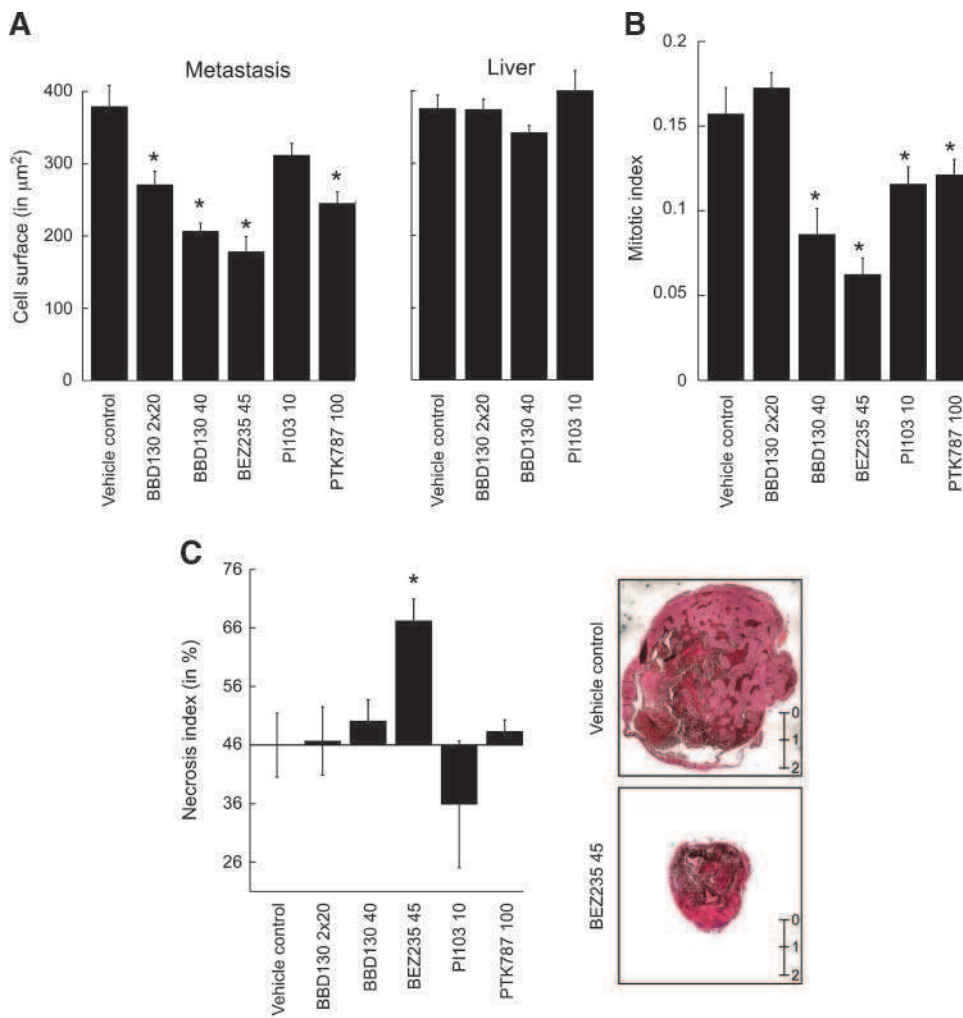 A
Metastasis
Liver
Cell surface (in μm²)
400
300
200
100
0
*
*
*
*
Vehicle control
BBD130 2x20
BBD130 40
BEZ235 45
PI103 10
PTK787 100
Vehicle control
BBD130 2x20
BBD130 40
PI103 10
B
Mitotic index
0.2
0.15
0.1
0.05
0
*
*
*
*
Vehicle control
BBD130 2x20
BBD130 40
BEZ235 45
PI103 10
PTK787 100
C
Necrosis index (in %)
76
66
56
46
36
26
*
Vehicle control
BBD130 2x20
BBD130 40
BEZ235 45
PI103 10
PTK787 100
Vehicle control
0
1
2
BEZ235 45
0
1
2